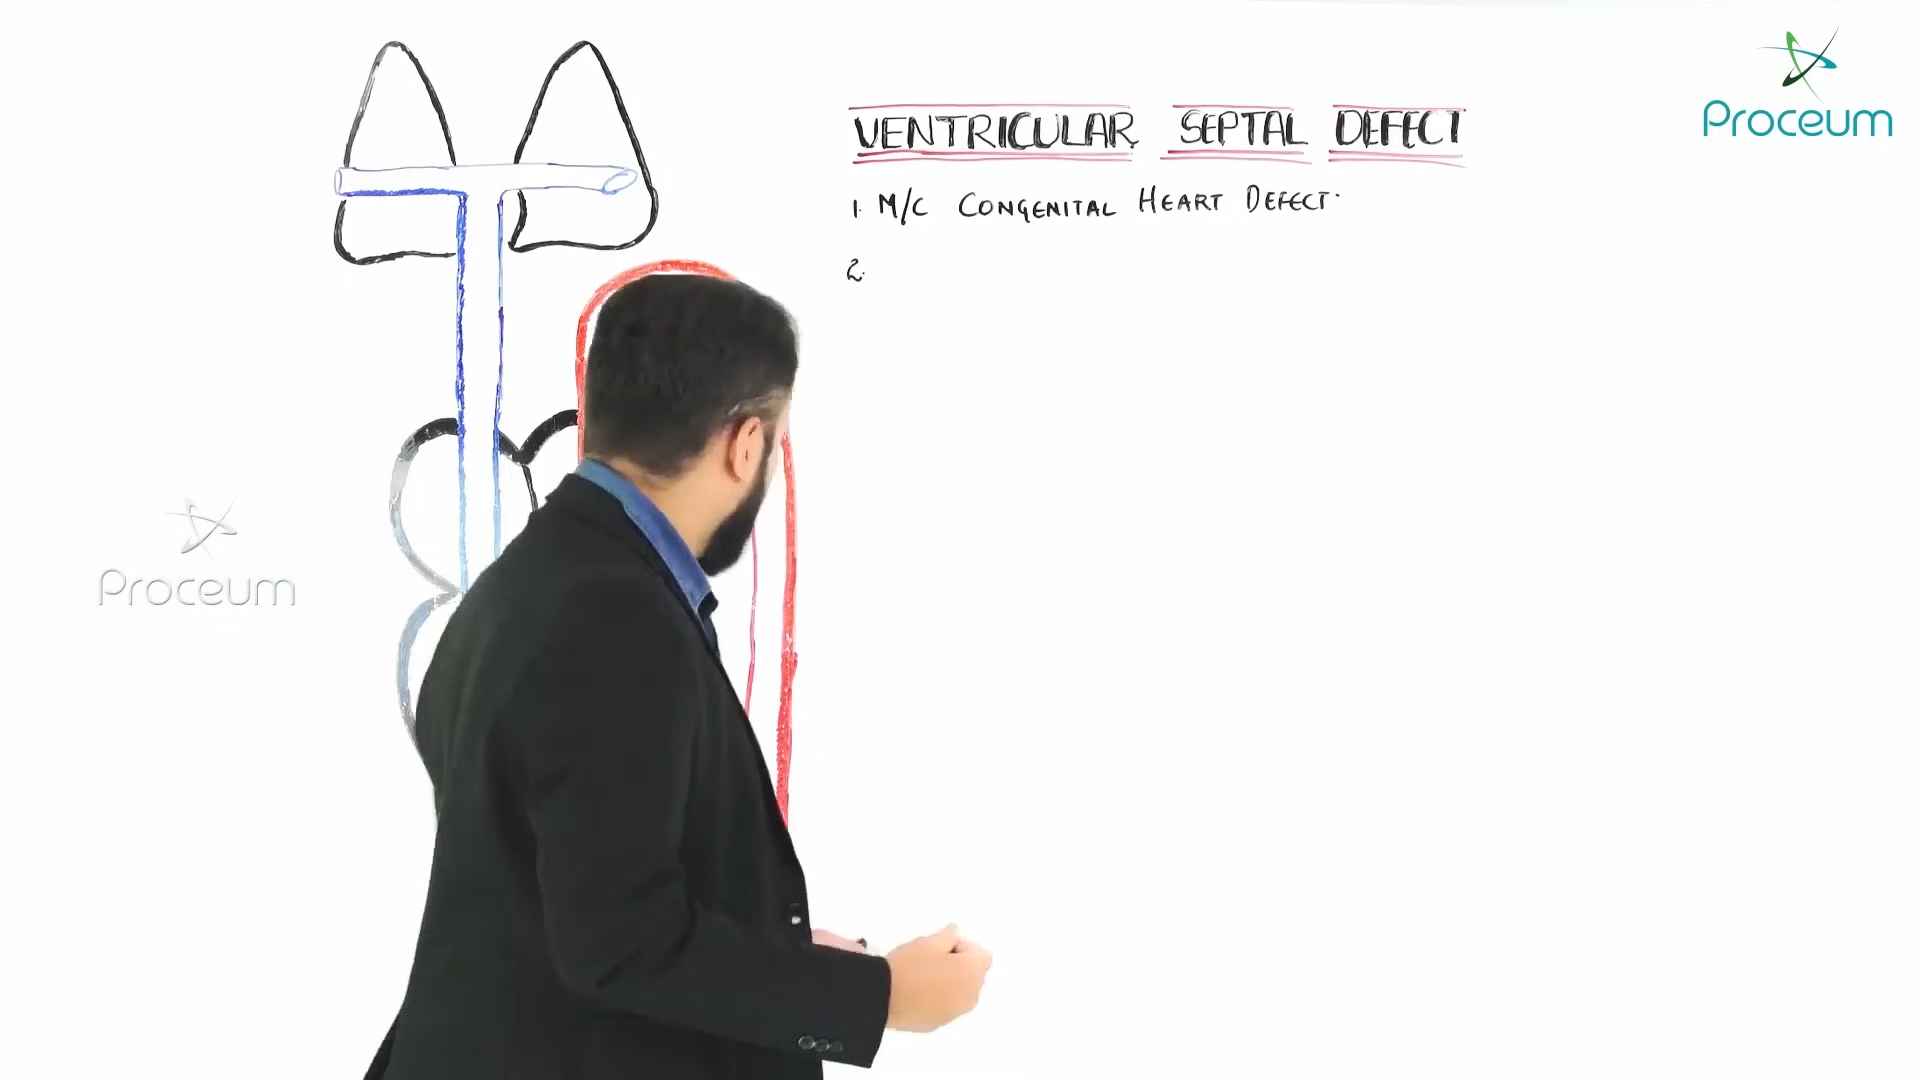 VENTRICULAR SEPTAL DEFECT
Proceum
1. M/C CONGENITAL HEART DEFECT.
2.
Proceum